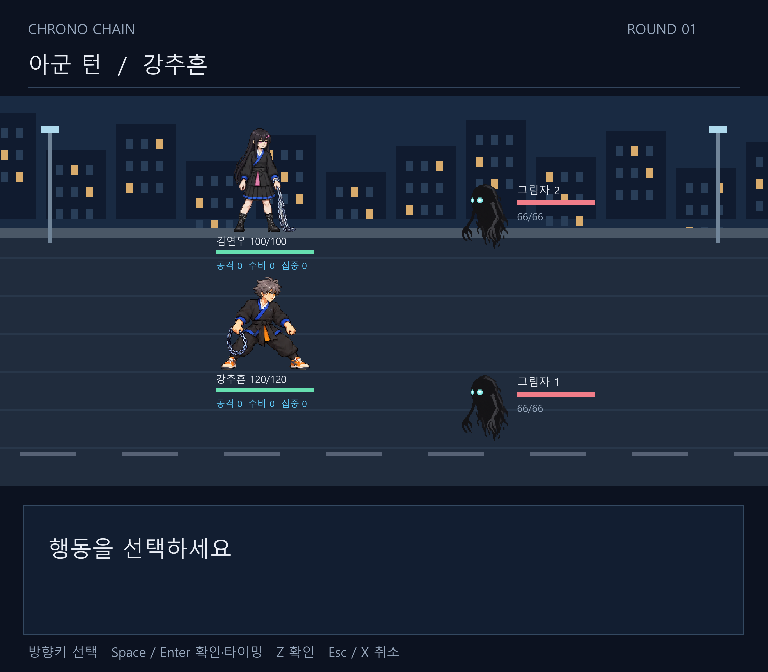 CHRONO CHAIN
ROUND 01
아군 턴 / 강추흔
그림자 2
66/66
김연우 100/100
공격 0 수비 0 집중 0
강추흔 120/120
공격 0 수비 0 집중 0
그림자 1
66/66
행동을 선택하세요
방향키 선택 Space / Enter 확인·타이밍 Z 확인 Esc / X 취소